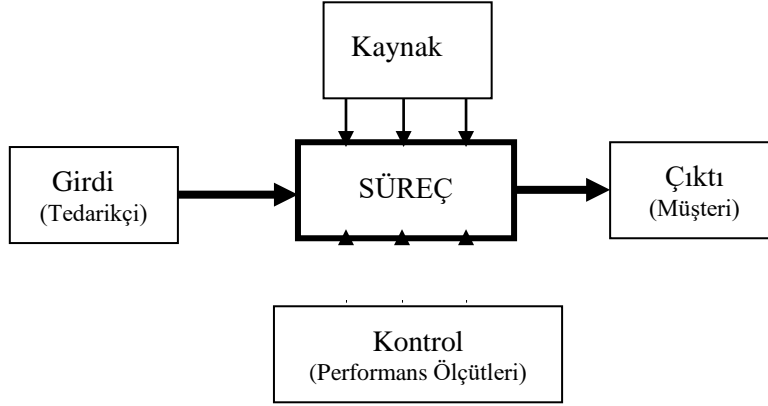 Kaynak
Girdi
(Tedarikçi)
SÜREÇ
Çıktı
(Müşteri)
Kontrol
(Performans Ölçütleri)